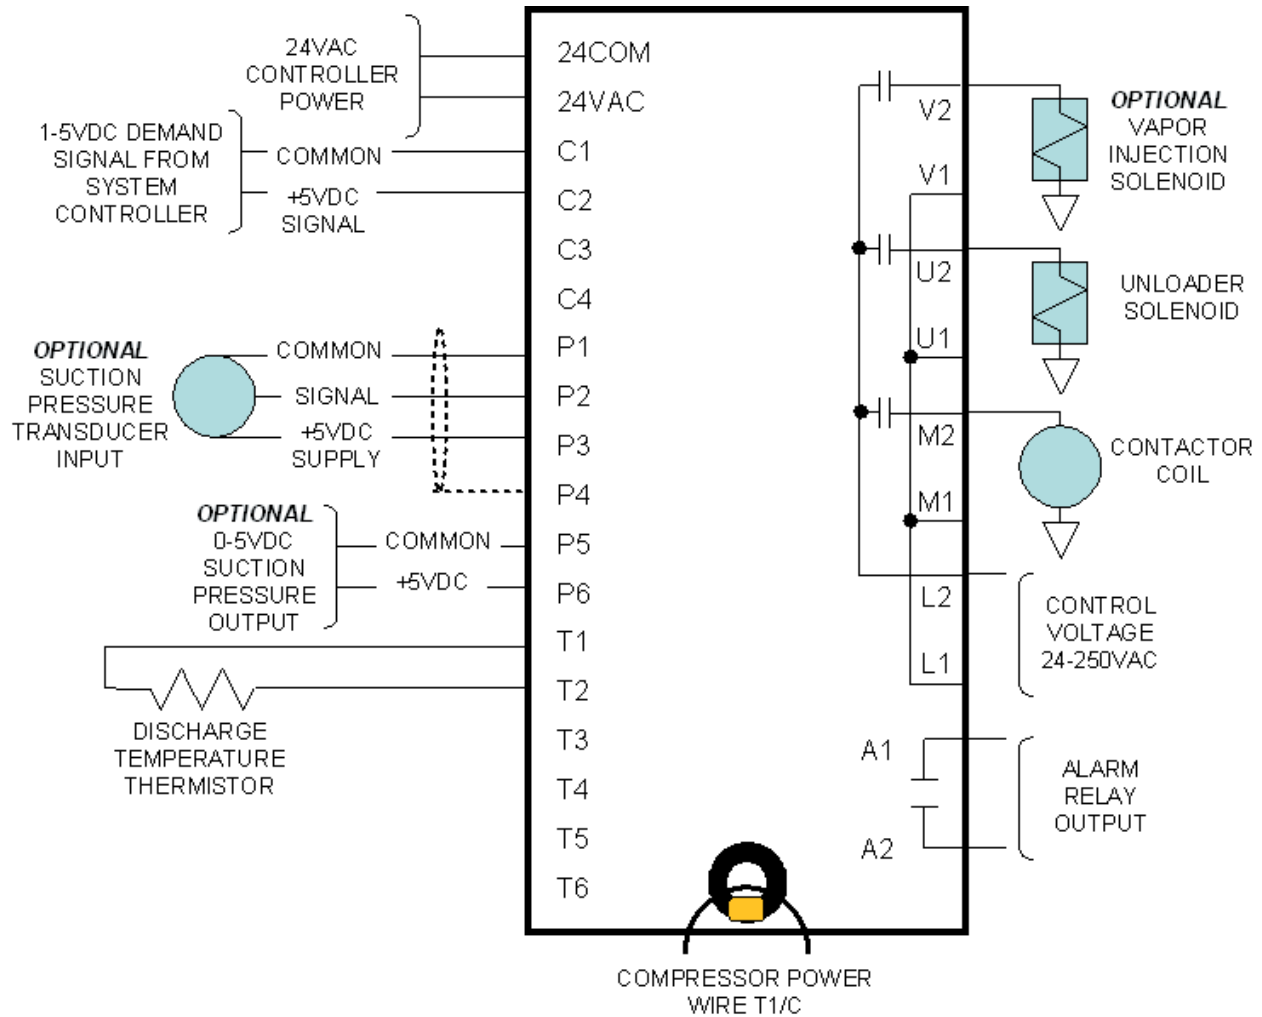 24VAC
CONTROLLER
POWER
1-5VDC DEMAND
SIGNAL FROM
SYSTEM
CONTROLLER
COMMON
+5VDC
SIGNAL
OPTIONAL
SUCTION
PRESSURE
TRANSDUCER
INPUT
COMMON
SIGNAL
+5VDC
SUPPLY
OPTIONAL
0-5VDC
SUCTION
PRESSURE
OUTPUT
COMMON
+5VDC
DISCHARGE
TEMPERATURE
THERMISTOR
24COM
24VAC
C1
C2
C3
C4
P1
P2
P3
P4
P5
P6
T1
T2
T3
T4
T5
T6
V2
V1
U2
U1
M2
M1
L2
L1
A1
A2
OPTIONAL
VAPOR
INJECTION
SOLENOID
UNLOADER
SOLENOID
CONTACTOR
COIL
CONTROL
VOLTAGE
24-250VAC
ALARM
RELAY
OUTPUT
COMPRESSOR POWER
WIRE T1/C